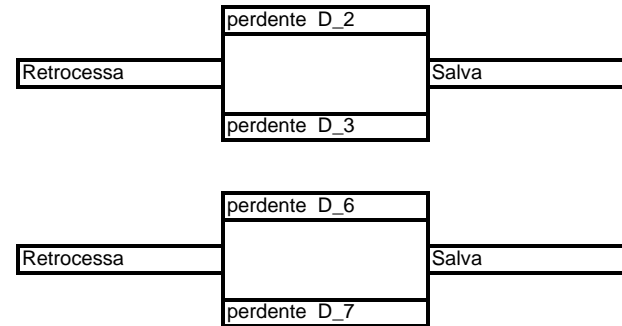 perdente D_2
Retrocessa
Salva
perdente D_3
perdente D_6
Retrocessa
Salva
perdente D_7